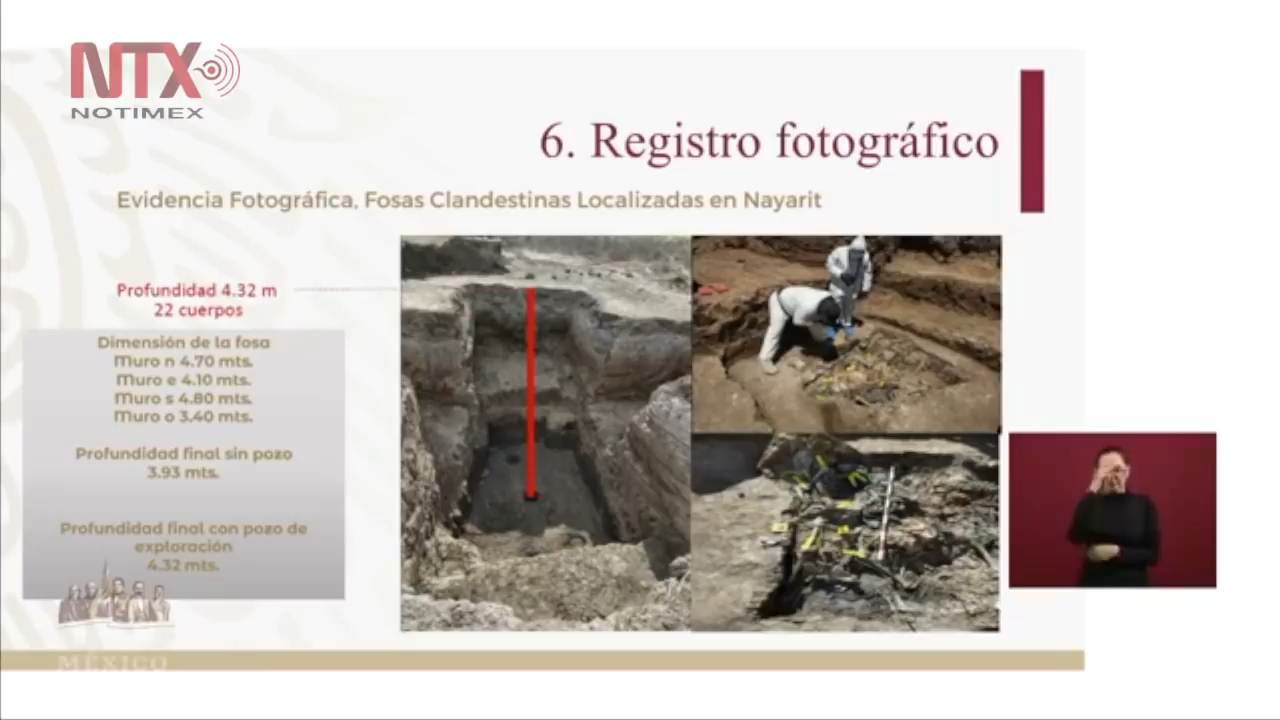 NTX
NOTIMEX
6. Registro fotográfico
Evidencia Fotográfica, Fosas Clandestinas Localizadas en Nayarit
Profundidad 4.32 m
22 cuerpos
Dimensión de la fosa
Muro n 4.70 mts.
Muro e 4.10 mts.
Muro s 4.80 mts.
Muro o 3.40 mts.
Profundidad final sin pozo
3.93 mts.
Profundidad final con pozo de
exploración
4.32 mts.
MÉXICO